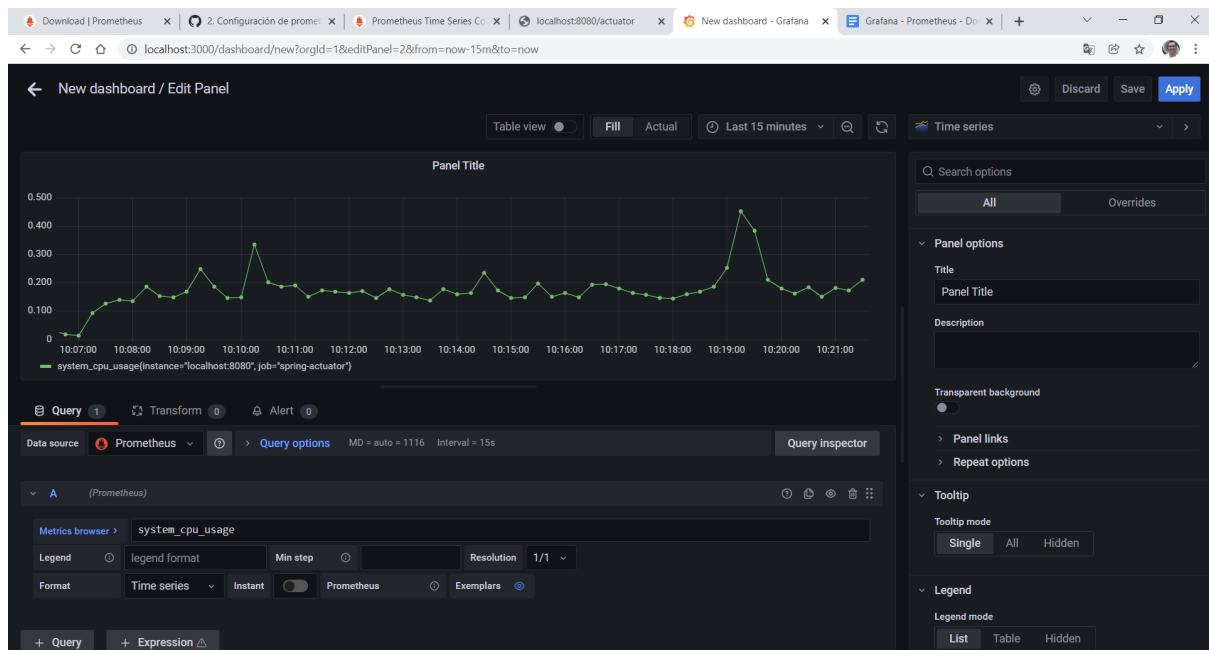 Download | Prometheus
2. Configuración de promet
Prometheus Time Series Co
localhost:8080/actuator
New dashboard - Grafana
Grafana - Prometheus - Do
localhost:3000/dashboard/new?orgId=1&editPanel=2&from=now-15m&to=now
New dashboard / Edit Panel
Discard
Save
Apply
Table view
Fill
Actual
Last 15 minutes
Time series
Panel Title
0.500
0.400
0.300
0.200
0.100
0
10:07:00 10:08:00 10:09:00 10:10:00 10:11:00 10:12:00 10:13:00 10:14:00 10:15:00 10:16:00 10:17:00 10:18:00 10:19:00 10:20:00 10:21:00
system_cpu_usage{instance="localhost:8080", job="spring-actuator"}
Query 1
Transform 0
Alert 0
Data source
Prometheus
Query options
MD = auto = 1116
Interval = 15s
Query inspector
A
(Prometheus)
Metrics browser >
system_cpu_usage
Legend
legend format
Min step
Resolution
1/1
Format
Time series
Instant
Prometheus
Exemplars
+ Query
+ Expression
Search options
All
Overrides
Panel options
Title
Panel Title
Description
Transparent background
Panel links
Repeat options
Tooltip
Tooltip mode
Single
All
Hidden
Legend
Legend mode
List
Table
Hidden